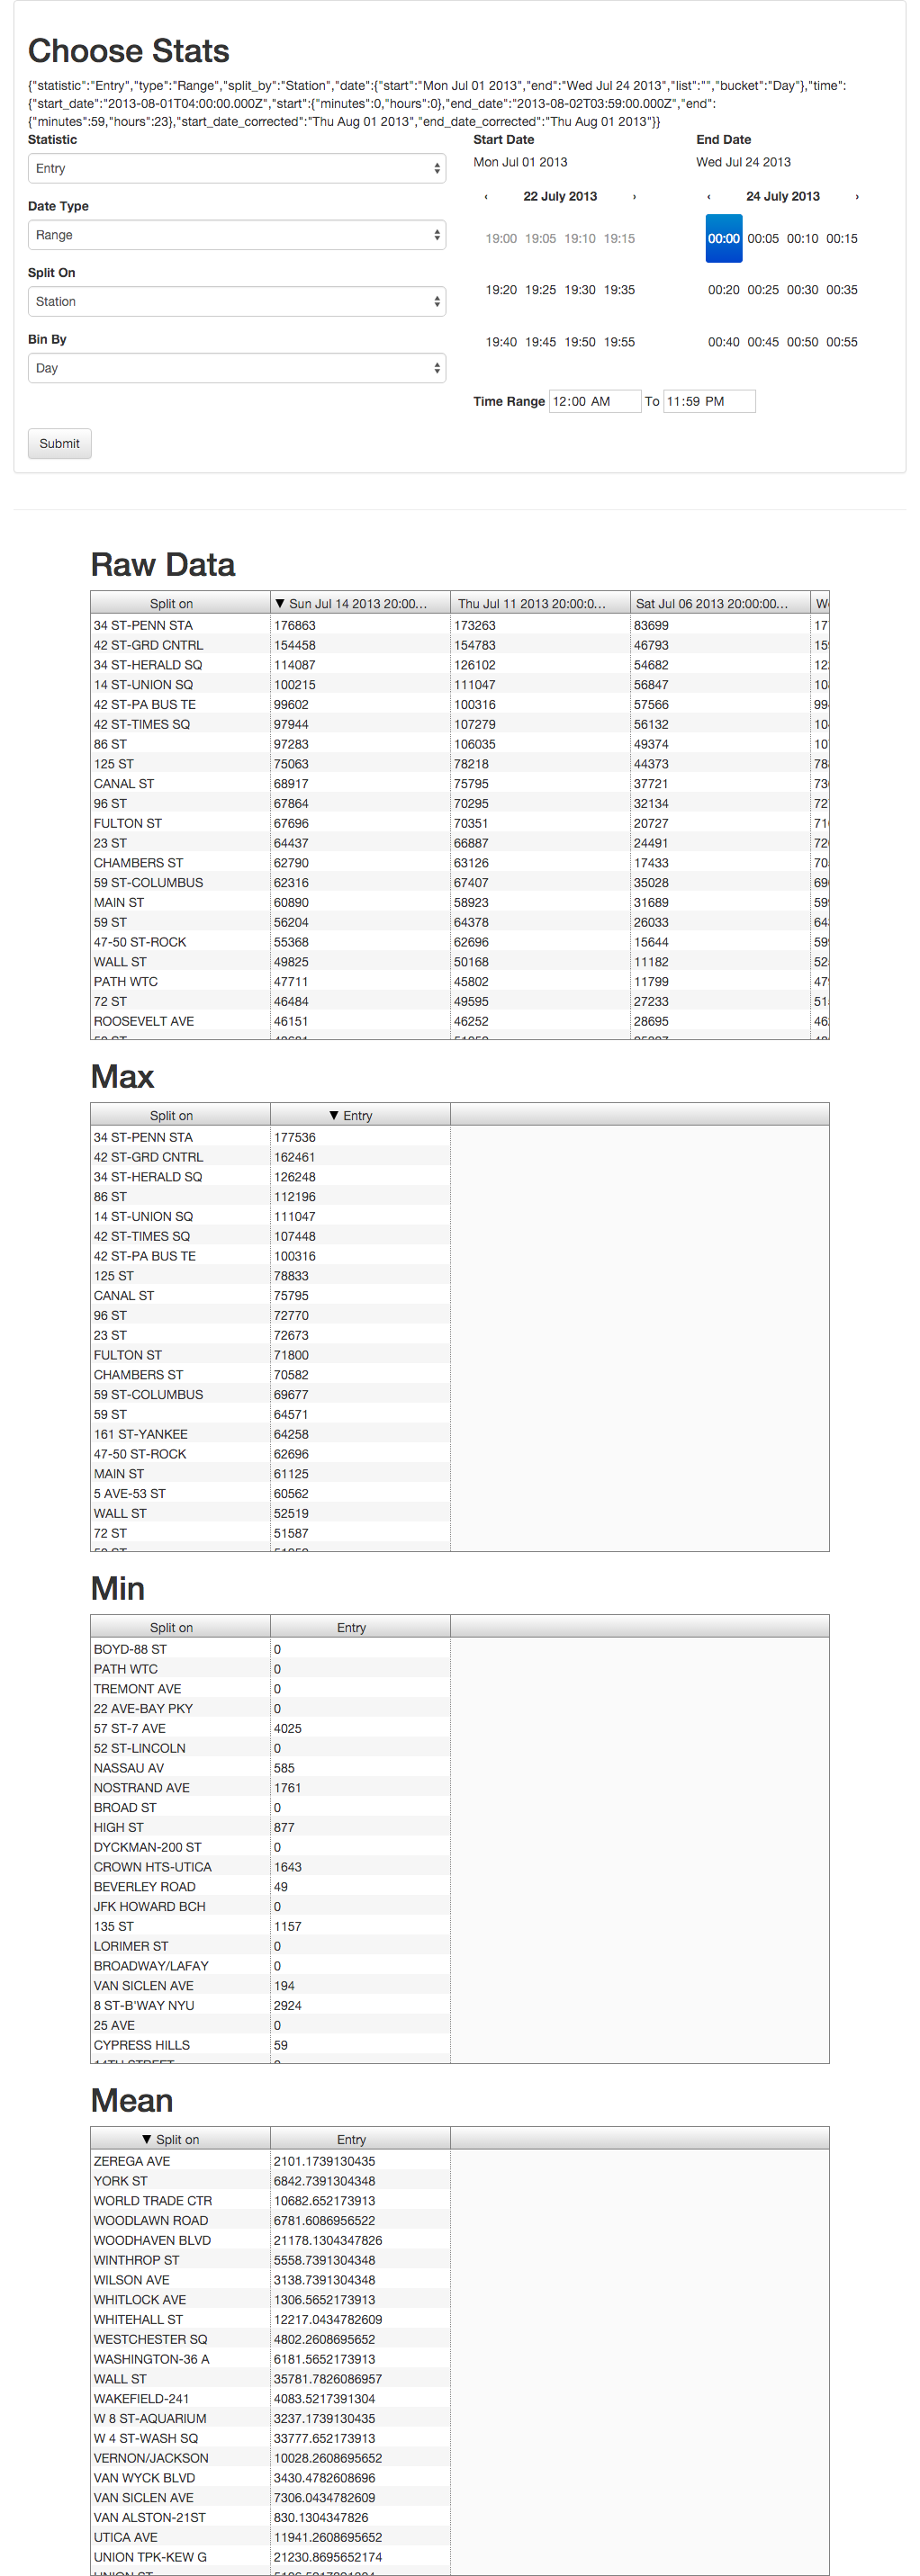 Choose Stats
{"statistic":"Entry","type":"Range","split_by":"Station","date":{"start":"Mon Jul 01 2013","end":"Wed Jul 24 2013","list":"","bucket":"Day"},"time":
{"start_date":"2013-08-01T04:00:00.000Z","start":{"minutes":0,"hours":0},"end_date":"2013-08-02T03:59:00.000Z","end":
{"minutes":59,"hours":23},"start_date_corrected":"Thu Aug 01 2013","end_date_corrected":"Thu Aug 01 2013"}}
Statistic
Entry
Date Type
Range
Split On
Station
Bin By
Day
Submit
Start Date
Mon Jul 01 2013
‹ 22 July 2013 ›
19:00 19:05 19:10 19:15
19:20 19:25 19:30 19:35
19:40 19:45 19:50 19:55
End Date
Wed Jul 24 2013
‹ 24 July 2013 ›
00:00 00:05 00:10 00:15
00:20 00:25 00:30 00:35
00:40 00:45 00:50 00:55
Time Range 12:00 AM To 11:59 PM
Raw Data
Split on ▼ Sun Jul 14 2013 20:00... Thu Jul 11 2013 20:00:0... Sat Jul 06 2013 20:00:00...
34 ST-PENN STA 176863 173263 83699
42 ST-GRD CNTRL 154458 154783 46793
34 ST-HERALD SQ 114087 126102 54682
14 ST-UNION SQ 100215 111047 56847
42 ST-PA BUS TE 99602 100316 57566
42 ST-TIMES SQ 97944 107279 56132
86 ST 97283 106035 49374
125 ST 75063 78218 44373
CANAL ST 68917 75795 37721
96 ST 67864 70295 32134
FULTON ST 67696 70351 20727
23 ST 64437 66887 24491
CHAMBERS ST 62790 63126 17433
59 ST-COLUMBUS 62316 67407 35028
MAIN ST 60890 58923 31689
59 ST 56204 64378 26033
47-50 ST-ROCK 55368 62696 15644
WALL ST 49825 50168 11182
PATH WTC 47711 45802 11799
72 ST 46484 49595 27233
ROOSEVELT AVE 46151 46252 28695
Max
Split on ▼ Entry
34 ST-PENN STA 177536
42 ST-GRD CNTRL 162461
34 ST-HERALD SQ 126248
86 ST 112196
14 ST-UNION SQ 111047
42 ST-TIMES SQ 107448
42 ST-PA BUS TE 100316
125 ST 78833
CANAL ST 75795
96 ST 72770
23 ST 72673
FULTON ST 71800
CHAMBERS ST 70582
59 ST-COLUMBUS 69677
59 ST 64571
161 ST-YANKEE 64258
47-50 ST-ROCK 62696
MAIN ST 61125
5 AVE-53 ST 60562
WALL ST 52519
72 ST 51587
Min
Split on Entry
BOYD-88 ST 0
PATH WTC 0
TREMONT AVE 0
22 AVE-BAY PKY 0
57 ST-7 AVE 4025
52 ST-LINCOLN 0
NASSAU AV 585
NOSTRAND AVE 1761
BROAD ST 0
HIGH ST 877
DYCKMAN-200 ST 0
CROWN HTS-UTICA 1643
BEVERLEY ROAD 49
JFK HOWARD BCH 0
135 ST 1157
LORIMER ST 0
BROADWAY/LAFAY 0
VAN SICLEN AVE 194
8 ST-B'WAY NYU 2924
25 AVE 0
CYPRESS HILLS 59
Mean
▼ Split on Entry
ZEREGA AVE 2101.1739130435
YORK ST 6842.7391304348
WORLD TRADE CTR 10682.652173913
WOODLAWN ROAD 6781.6086956522
WOODHAVEN BLVD 21178.1304347826
WINTHROP ST 5558.7391304348
WILSON AVE 3138.7391304348
WHITLOCK AVE 1306.5652173913
WHITEHALL ST 12217.0434782609
WESTCHESTER SQ 4802.2608695652
WASHINGTON-36 A 6181.5652173913
WALL ST 35781.7826086957
WAKEFIELD-241 4083.5217391304
W 8 ST-AQUARIUM 3237.1739130435
W 4 ST-WASH SQ 33777.652173913
VERNON/JACKSON 10028.2608695652
VAN WYCK BLVD 3430.4782608696
VAN SICLEN AVE 7306.0434782609
VAN ALSTON-21ST 830.1304347826
UTICA AVE 11941.2608695652
UNION TPK-KEW G 21230.8695652174